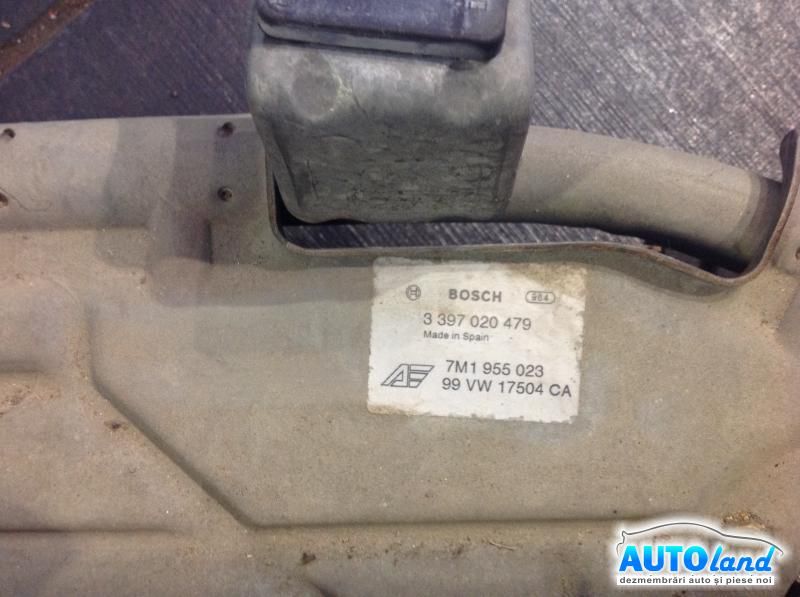 BOSCH 984
3 397 020 479
Made in Spain
7M1 955 023
99 VW 17504 CA
AUTOland
dezmembrări auto și piese noi